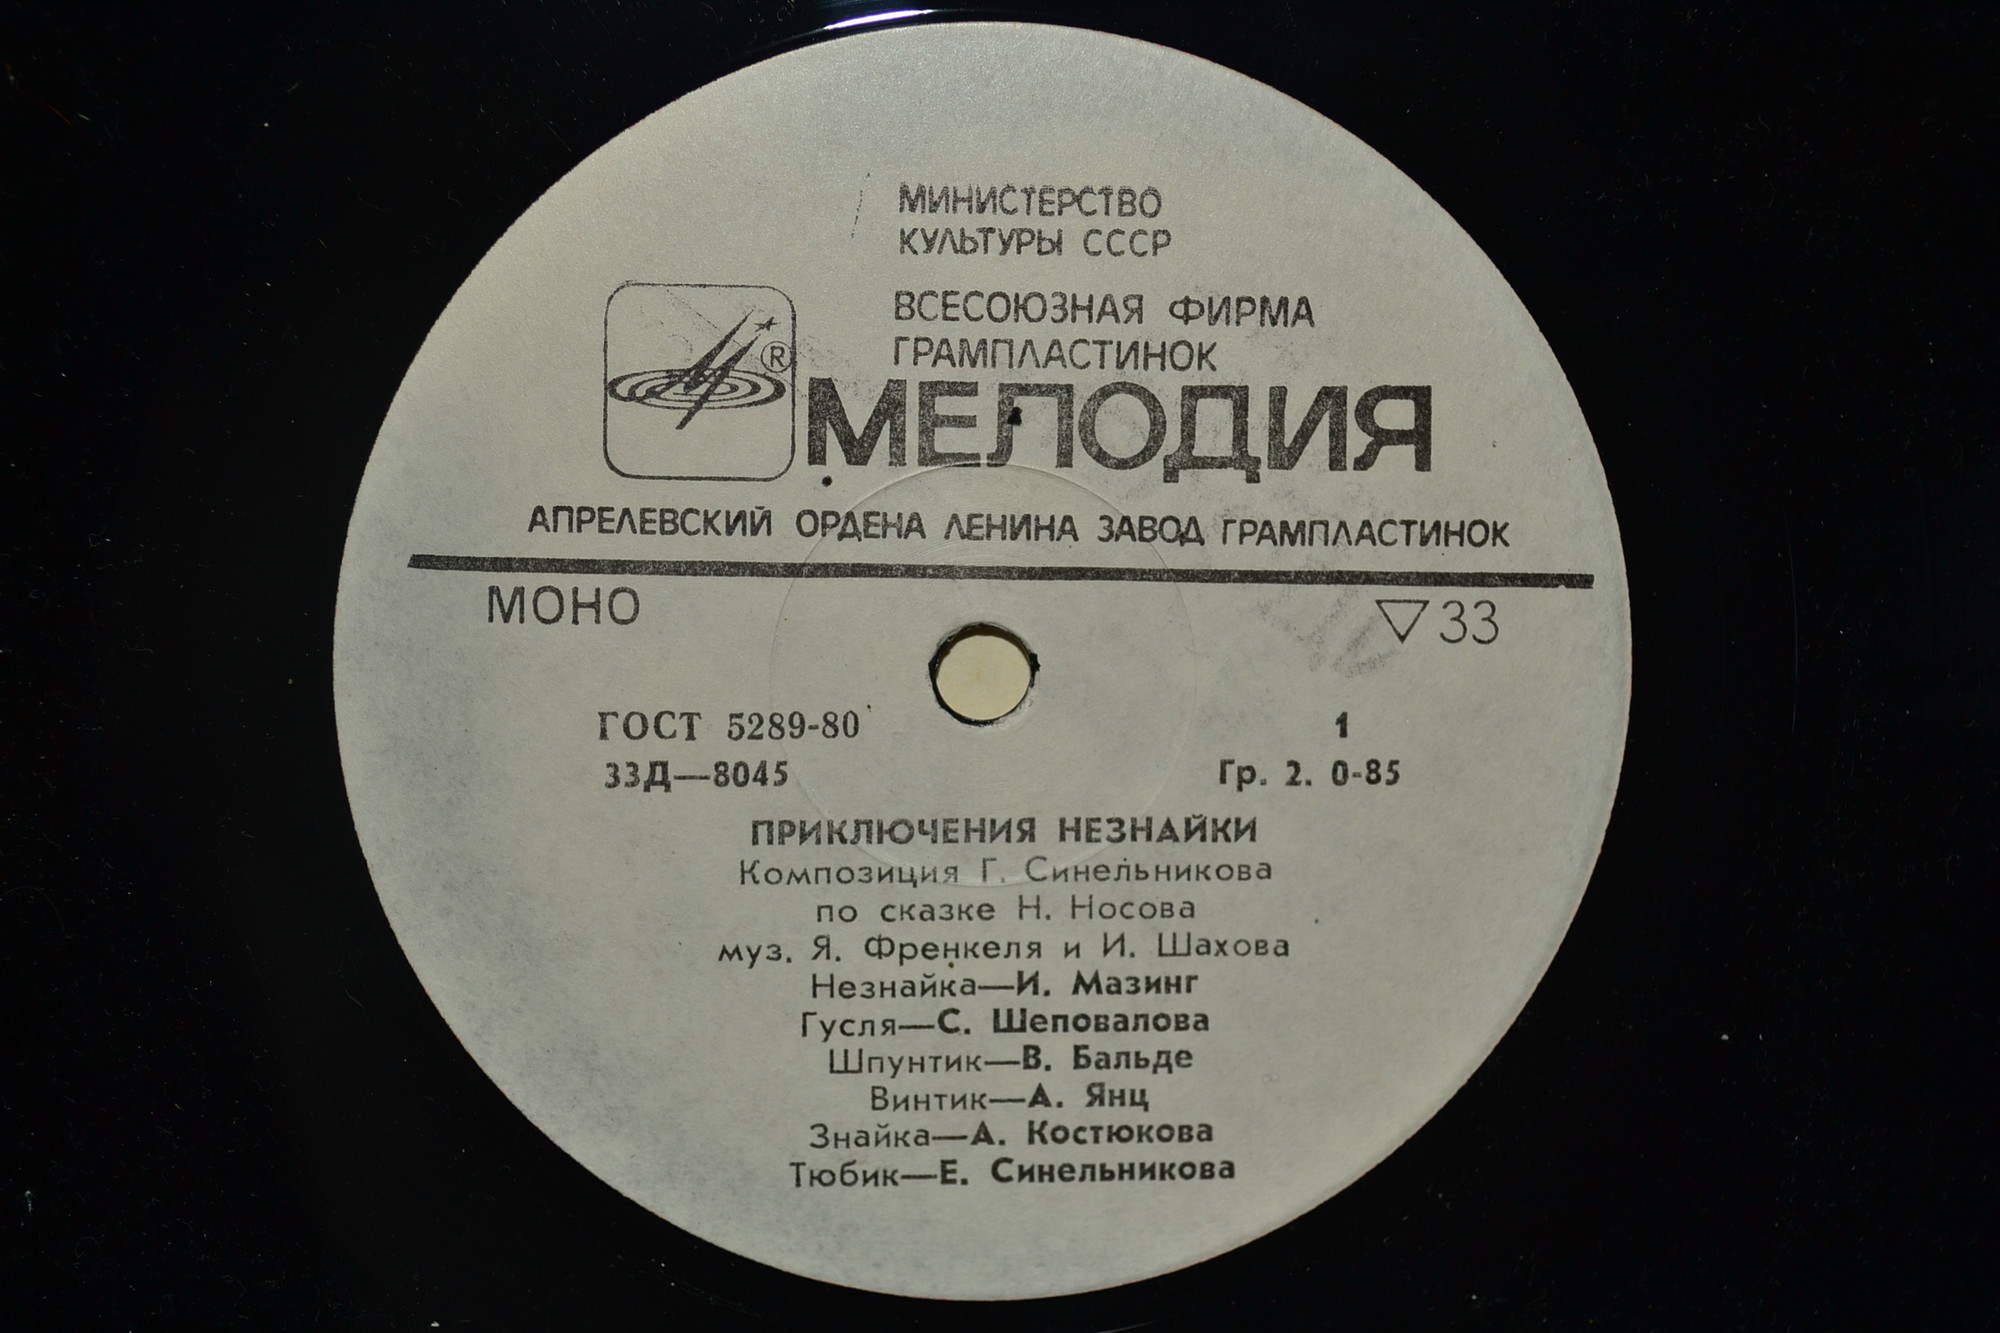 МИНИСТЕРСТВО
КУЛЬТУРЫ СССР
ВСЕСОЮЗНАЯ ФИРМА
ГРАМПЛАСТИНОК
®
МЕЛОДИЯ
АПРЕЛЕВСКИЙ ОРДЕНА ЛЕНИНА ЗАВОД ГРАМПЛАСТИНОК
МОНО ▽33
ГОСТ 5289-80 1
33Д—8045 Гр. 2. 0-85
ПРИКЛЮЧЕНИЯ НЕЗНАЙКИ
Композиция Г. Синельникова
по сказке Н. Носова
муз. Я. Френкеля и И. Шахова
Незнайка—И. Мазинг
Гусля—С. Шеповалова
Шпунтик—В. Бальде
Винтик—А. Янц
Знайка—А. Костюкова
Тюбик—Е. Синельникова